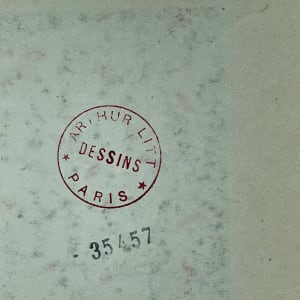 ARTHUR LITT
DESSINS
★ PARIS ★
- 35457